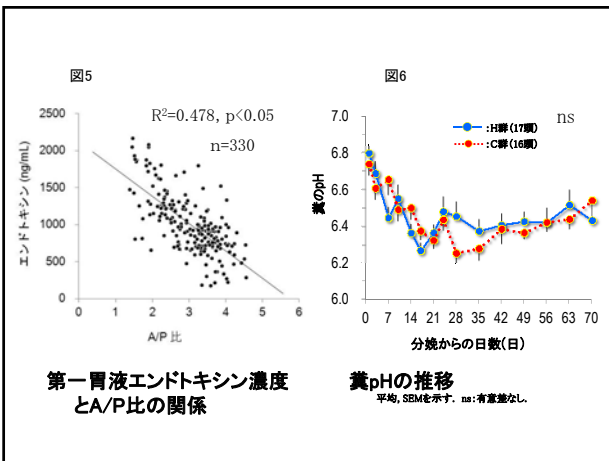 図5
R²=0.478, p<0.05
n=330
エンドトキシン (ng/mL)
2500
2000
1500
1000
500
0
0 1 2 3 4 5 6
A/P 比
第一胃液エンドトキシン濃度
とA/P比の関係
図6
ns
:H群(17頭)
:C群(16頭)
糞のpH
7.0
6.8
6.6
6.4
6.2
6.0
0 7 14 21 28 35 42 49 56 63 70
分娩からの日数(日)
糞pHの推移
平均, SEMを示す. ns:有意差なし.